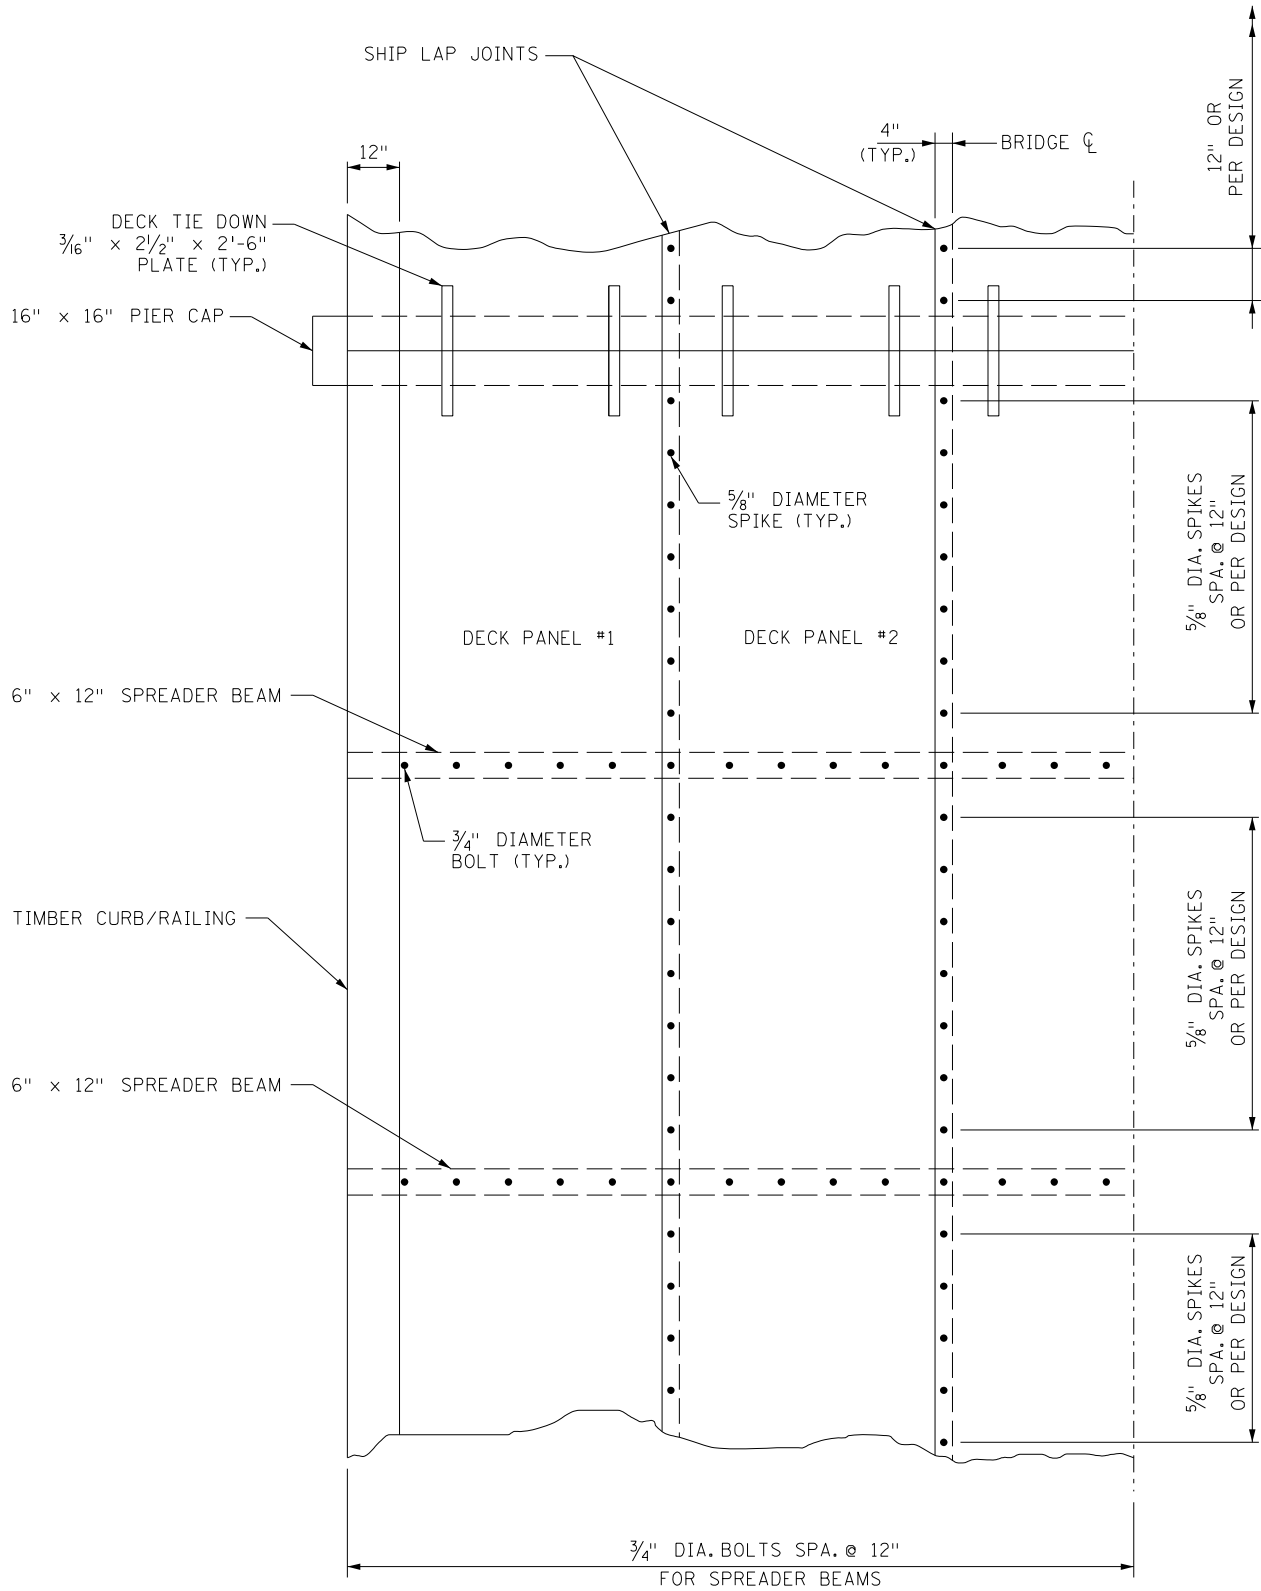 SHIP LAP JOINTS
12" OR
PER DESIGN
4"
(TYP.)
BRIDGE ℄
12"
DECK TIE DOWN
3/16" x 2 1/2" x 2'-6"
PLATE (TYP.)
16" x 16" PIER CAP
5/8" DIAMETER
SPIKE (TYP.)
5/8" DIA. SPIKES
SPA. @ 12"
OR PER DESIGN
DECK PANEL #1
DECK PANEL #2
6" x 12" SPREADER BEAM
3/4" DIAMETER
BOLT (TYP.)
TIMBER CURB/RAILING
5/8" DIA. SPIKES
SPA. @ 12"
OR PER DESIGN
6" x 12" SPREADER BEAM
5/8" DIA. SPIKES
SPA. @ 12"
OR PER DESIGN
3/4" DIA. BOLTS SPA. @ 12"
FOR SPREADER BEAMS